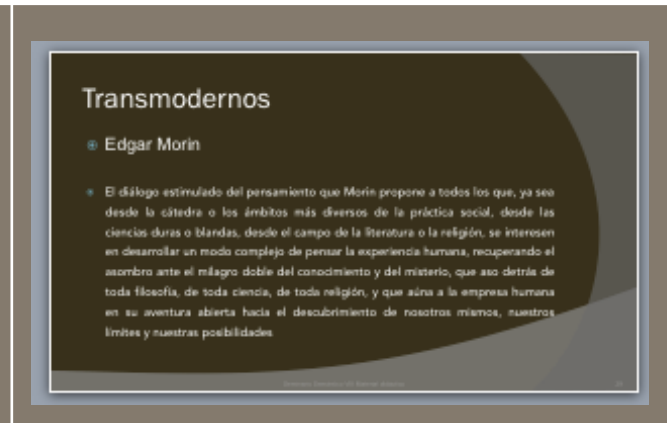 Transmodernos
Edgar Morin
El diálogo estimulado del pensamiento que Morin propone a todos los que, ya sea
desde la cátedra o los ámbitos más diversos de la práctica social, desde las
ciencias duras o blandas, desde el campo de la literatura o la religión, se interesen
en desarrollar un modo complejo de pensar la experiencia humana, recuperando el
asombro ante el milagro doble del conocimiento y del misterio, que aso detrás de
toda filosofía, de toda ciencia, de toda religión, y que aúna a la empresa humana
en su aventura abierta hacia el descubrimiento de nosotros mismos, nuestros
límites y nuestras posibilidades